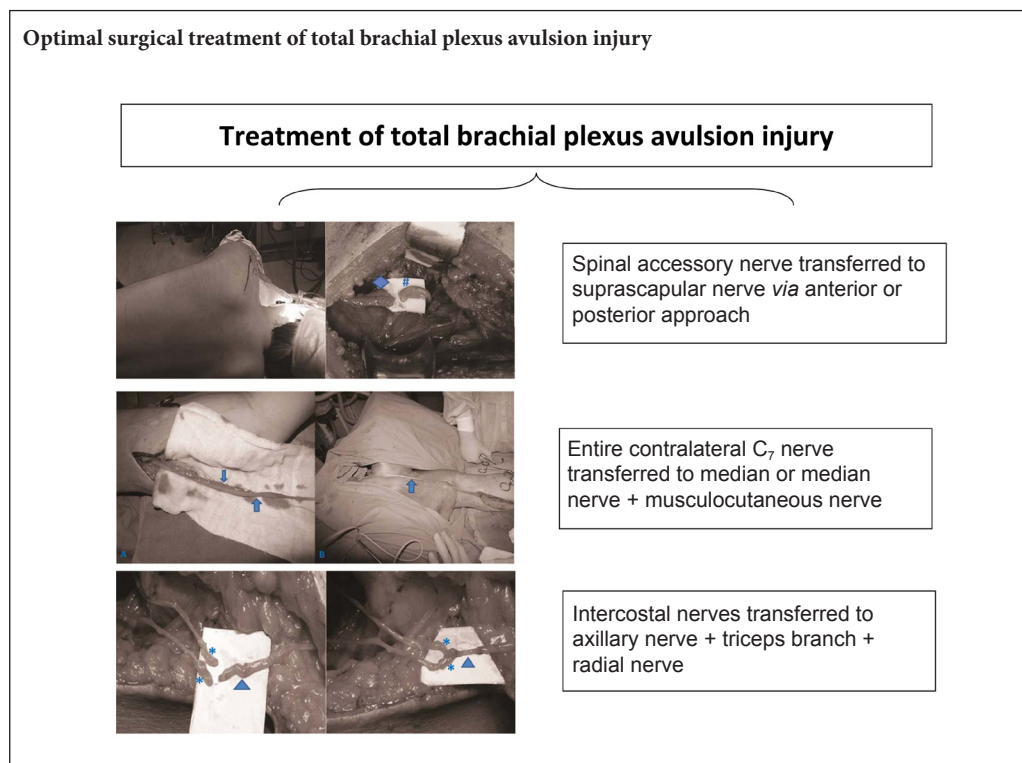 Optimal surgical treatment of total brachial plexus avulsion injury
Treatment of total brachial plexus avulsion injury
#
Spinal accessory nerve transferred to
suprascapular nerve via anterior or
posterior approach
A
B
Entire contralateral C₇ nerve
transferred to median or median
nerve + musculocutaneous nerve
*
*
*
*
Intercostal nerves transferred to
axillary nerve + triceps branch +
radial nerve